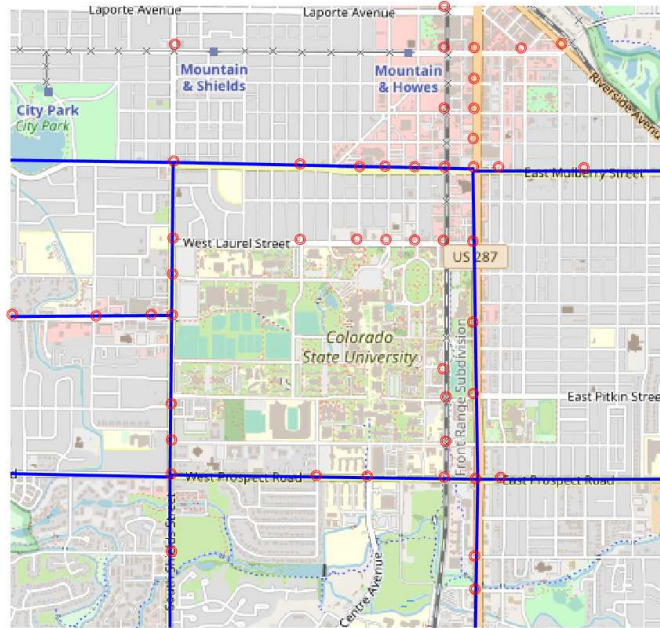 Laporte Avenue
Laporte Avenue
Mountain
& Shields
Mountain
& Howes
City Park
City Park
Riverside Avenue
East Mulberry Street
West Laurel Street
US 287
Colorado
State University
Front Range Subdivision
East Pitkin Stree
West Prospect Road
East Prospect Road
South Shields Street
Centre Avenue